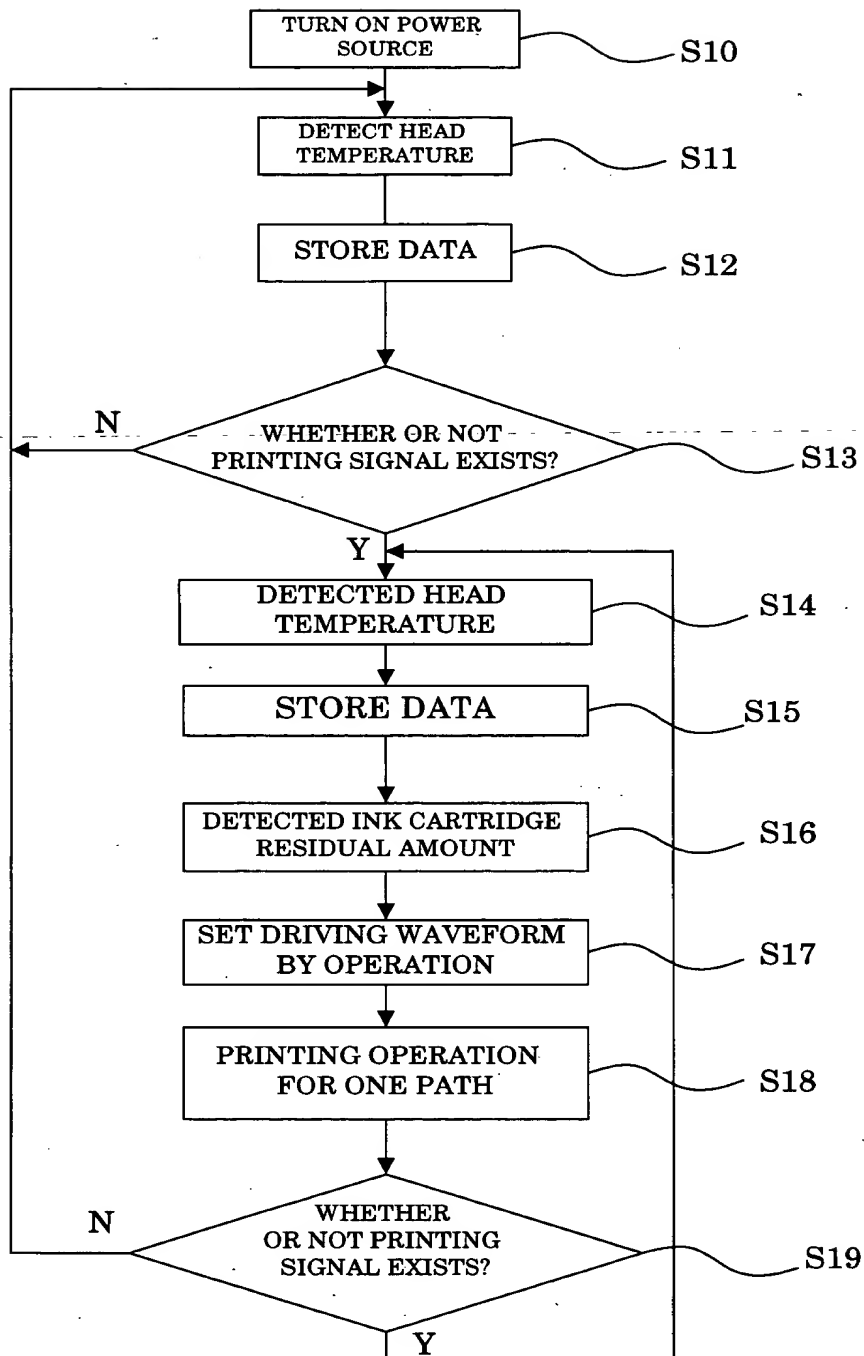 TURN ON POWER
SOURCE
S10
DETECT HEAD
TEMPERATURE
S11
STORE DATA
S12
N
WHETHER OR NOT
PRINTING SIGNAL EXISTS?
S13
Y
DETECTED HEAD
TEMPERATURE
S14
STORE DATA
S15
DETECTED INK CARTRIDGE
RESIDUAL AMOUNT
S16
SET DRIVING WAVEFORM
BY OPERATION
S17
PRINTING OPERATION
FOR ONE PATH
S18
N
WHETHER
OR NOT PRINTING
SIGNAL EXISTS?
S19
Y